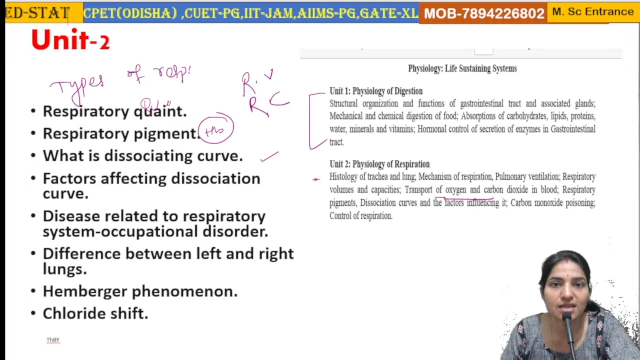 ED-STAT CPET(ODISHA) ,CUET-PG,IIT-JAM,AIIMS-PG,GATE-XL MOB-7894226802 M. Sc Entrance
Unit-2
Types of respi
R. V
R C
• Respiratory quaint.
• Respiratory pigment.
• What is dissociating curve.
• Factors affecting dissociation
curve.
• Disease related to respiratory
system-occupational disorder.
• Difference between left and right
lungs.
• Hemberger phenomenon.
• Chloride shift.
Physiology: Life Sustaining Systems
Unit 1: Physiology of Digestion
Structural organization and functions of gastrointestinal tract and associated glands;
Mechanical and chemical digestion of food; Absorptions of carbohydrates, lipids, proteins,
water, minerals and vitamins; Hormonal control of secretion of enzymes in Gastrointestinal
tract.
Unit 2: Physiology of Respiration
Histology of trachea and lung; Mechanism of respiration, Pulmonary ventilation; Respiratory
volumes and capacities; Transport of oxygen and carbon dioxide in blood; Respiratory
pigments, Dissociation curves and the factors influencing it; Carbon monoxide poisoning;
Control of respiration.